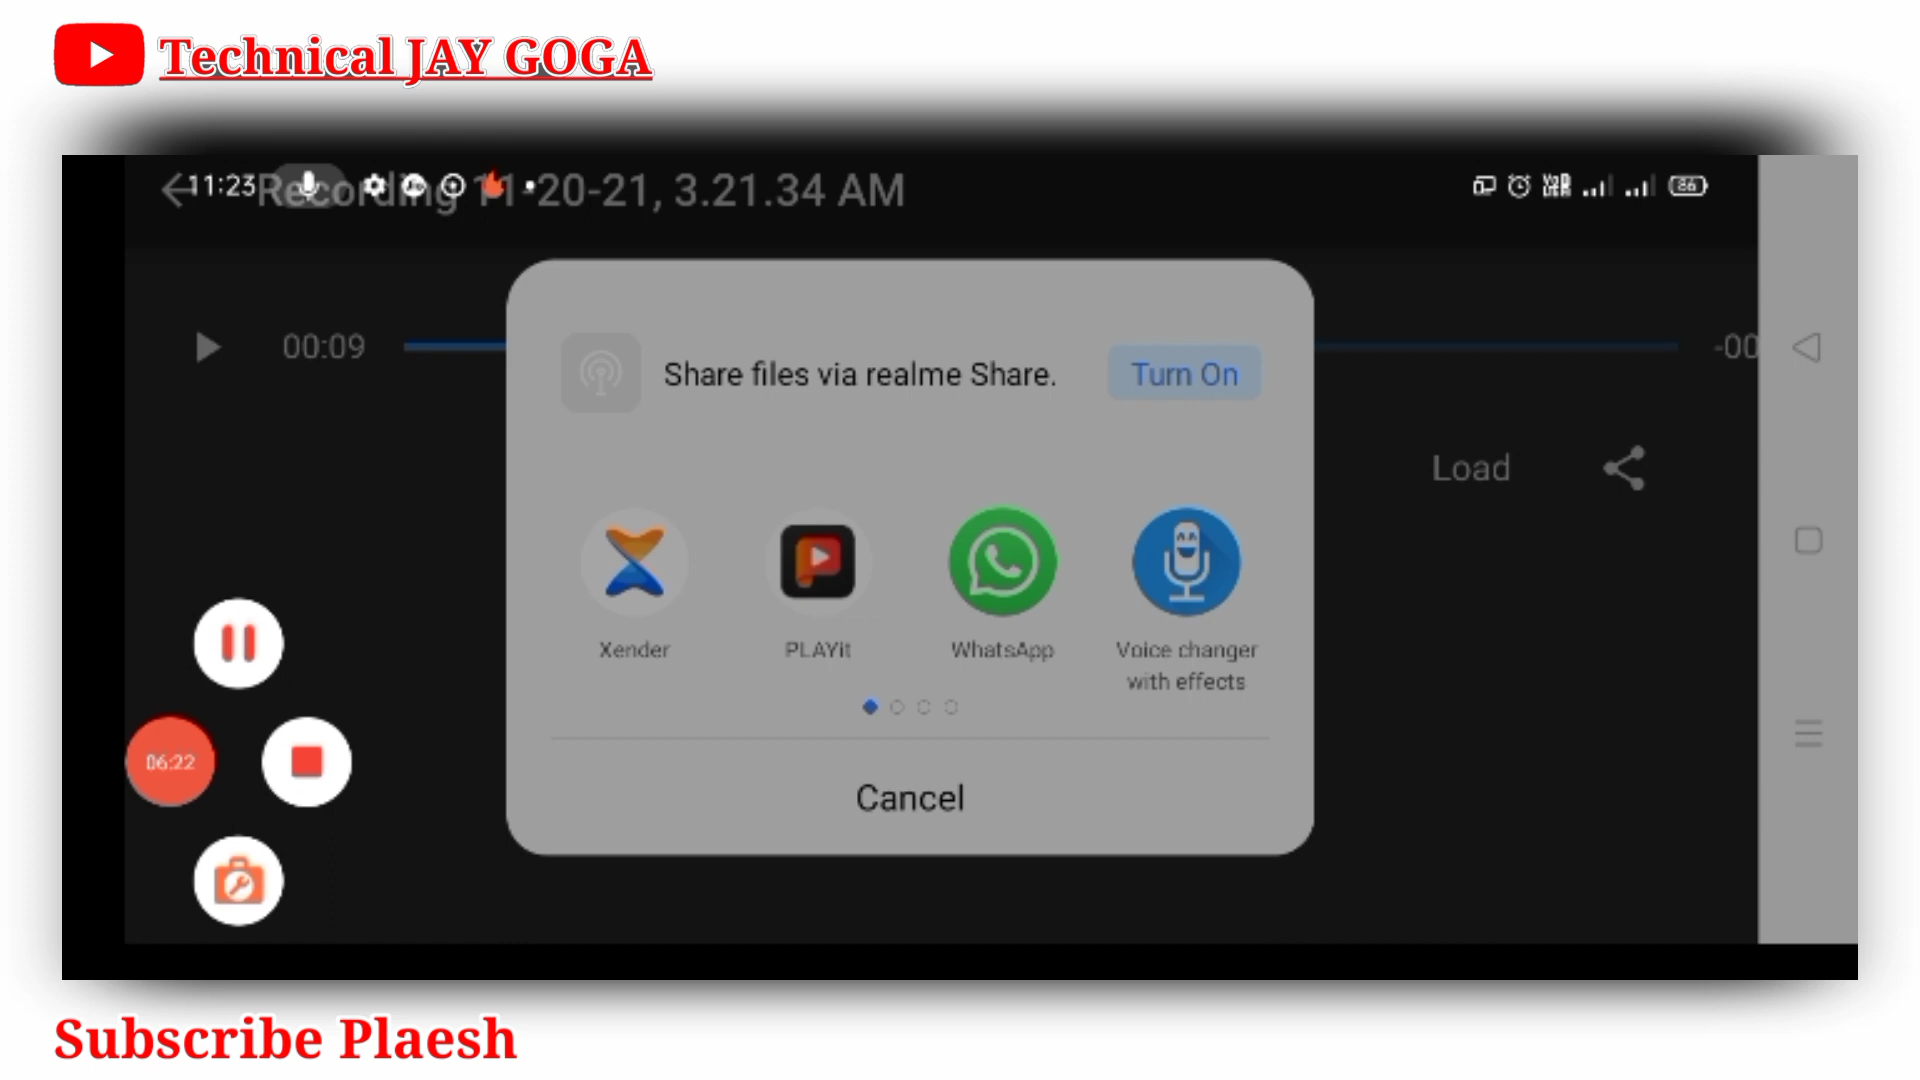 Technical JAY GOGA
11:23
Recording 11-20-21, 3.21.34 AM
86
00:09
-00
Share files via realme Share.
Turn On
Load
Xender
PLAYit
WhatsApp
Voice changer
with effects
06:22
Cancel
Subscribe Plaesh